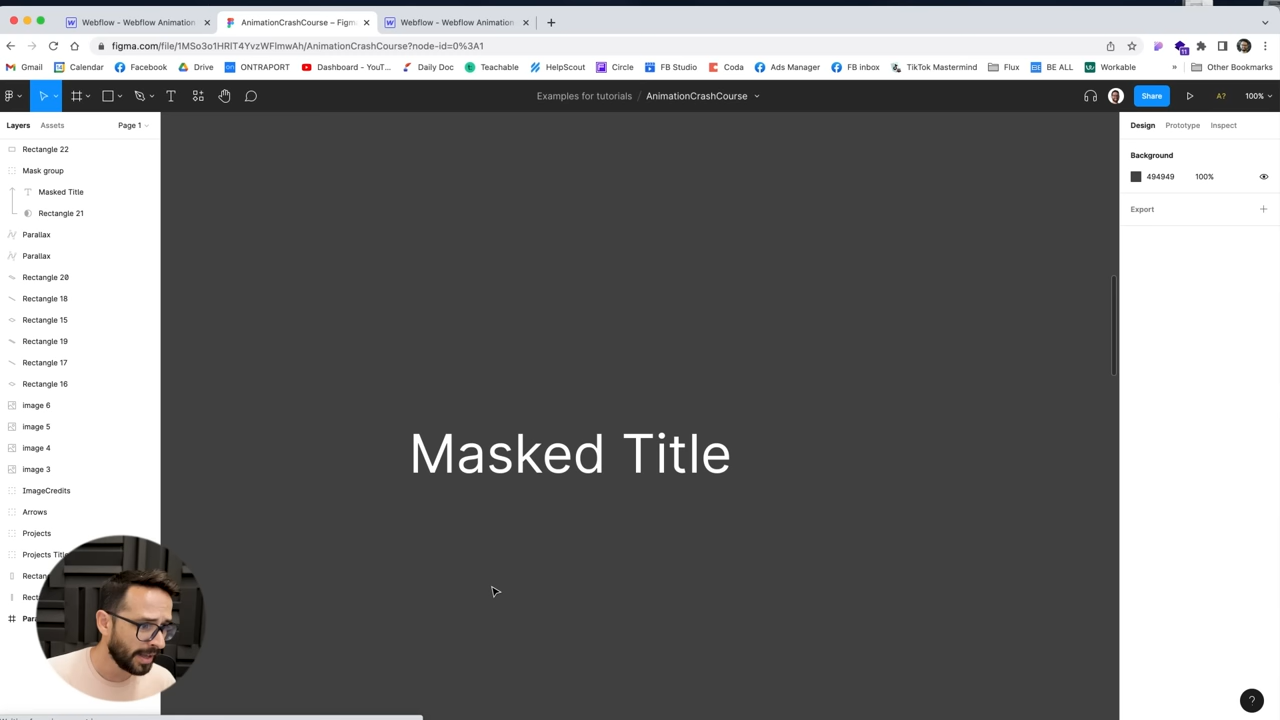 Webflow - Webflow Animation
AnimationCrashCourse – Figm
Webflow - Webflow Animation
figma.com/file/1MSo3o1HRIT4YvzWFlmwAh/AnimationCrashCourse?node-id=0%3A1
Gmail Calendar Facebook Drive ONTRAPORT Dashboard - YouT... Daily Doc Teachable HelpScout Circle FB Studio Coda Ads Manager FB inbox TikTok Mastermind Flux BE ALL Workable » Other Bookmarks
Examples for tutorials / AnimationCrashCourse
Share
A?
100%
Layers Assets Page 1
Rectangle 22
Mask group
Masked Title
Rectangle 21
Parallax
Parallax
Rectangle 20
Rectangle 18
Rectangle 15
Rectangle 19
Rectangle 17
Rectangle 16
image 6
image 5
image 4
image 3
ImageCredits
Arrows
Projects
Projects Title
Masked Title
Design Prototype Inspect
Background
494949 100%
Export
?